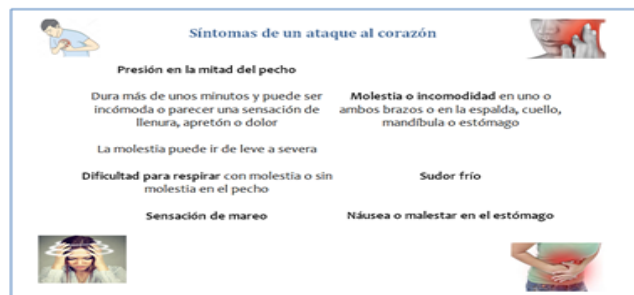 Síntomas de un ataque al corazón
Presión en la mitad del pecho
Dura más de unos minutos y puede ser
incómoda o parecer una sensación de
llenura, apretón o dolor
La molestia puede ir de leve a severa
Dificultad para respirar con molestia o sin
molestia en el pecho
Sensación de mareo
Molestia o incomodidad en uno o
ambos brazos o en la espalda, cuello,
mandíbula o estómago
Sudor frío
Náusea o malestar en el estómago